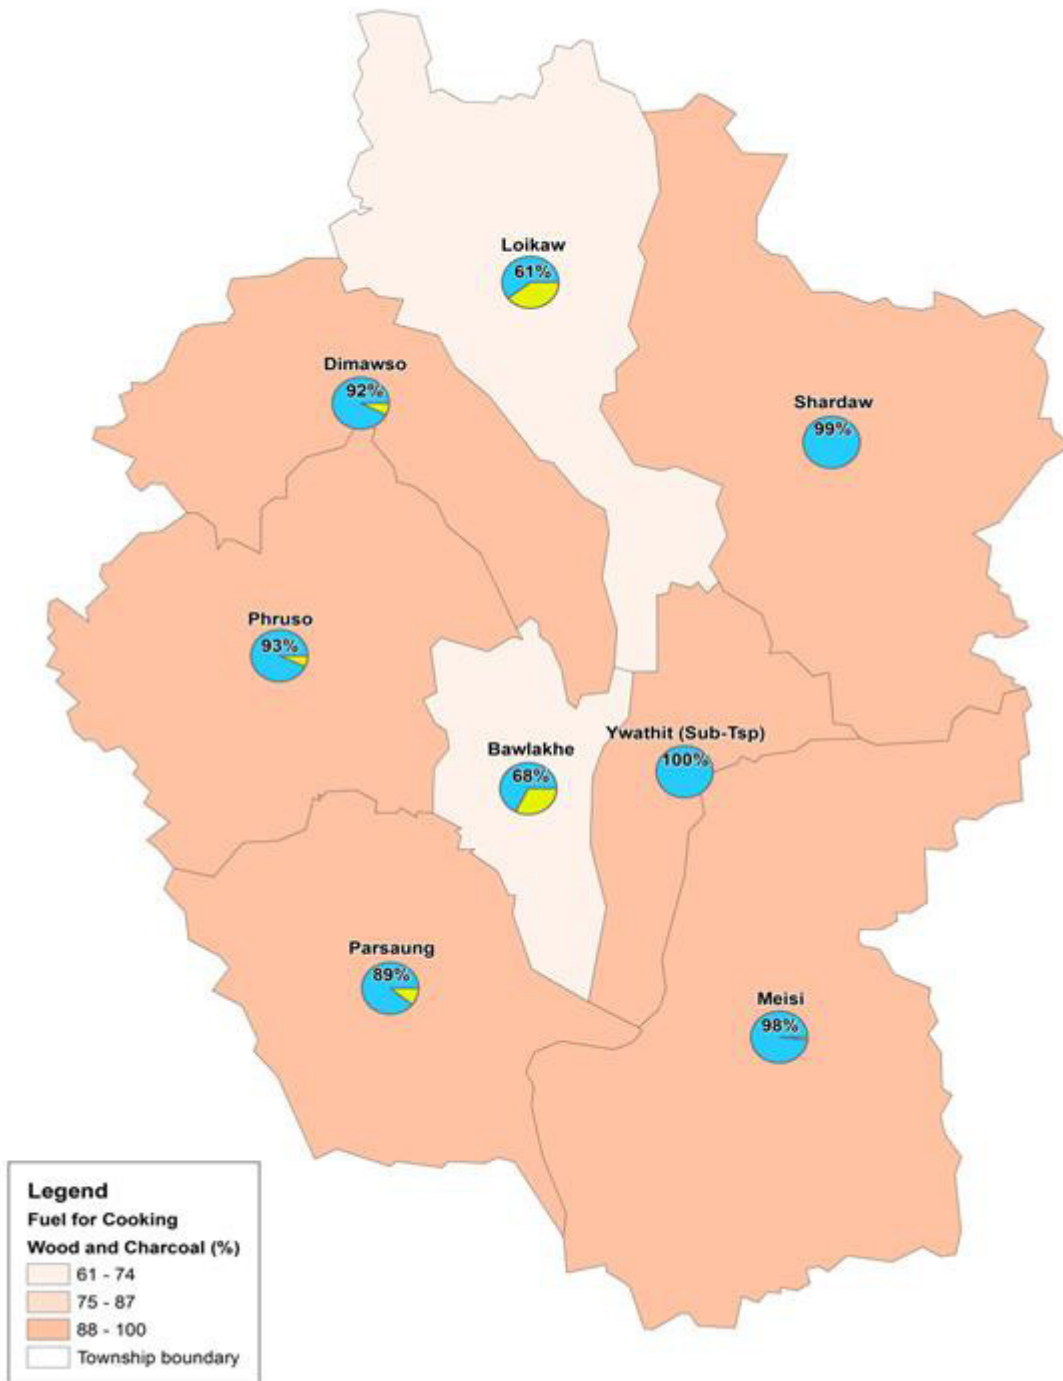 Loikaw
61%
Dimawso
92%
Shardaw
99%
Phruso
93%
Ywathit (Sub-Tsp)
100%
Bawlakhe
68%
Parsaung
89%
Meisi
98%
Legend
Fuel for Cooking
Wood and Charcoal (%)
61 - 74
75 - 87
88 - 100
Township boundary